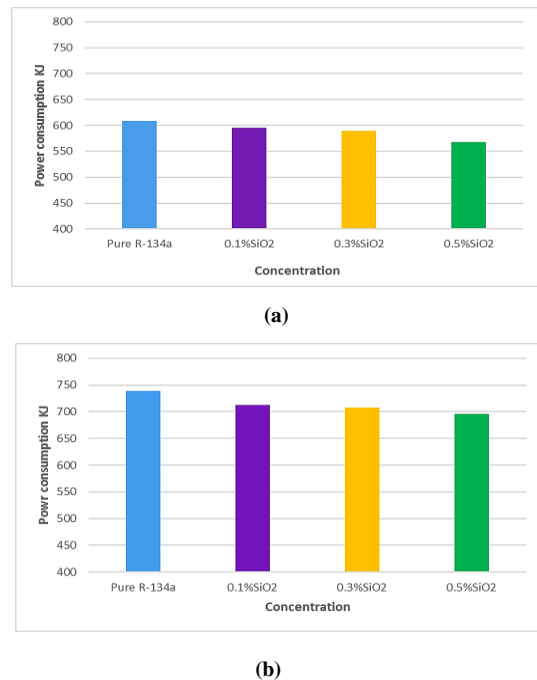 800
750
700
650
600
550
500
450
400
Power consumption KJ
Pure R-134a 0.1%SiO2 0.3%SiO2 0.5%SiO2
Concentration
(a)
800
750
700
650
600
550
500
450
400
Powr consumption KJ
Pure R-134a 0.1%SiO2 0.3%SiO2 0.5%SiO2
Concentration
(b)